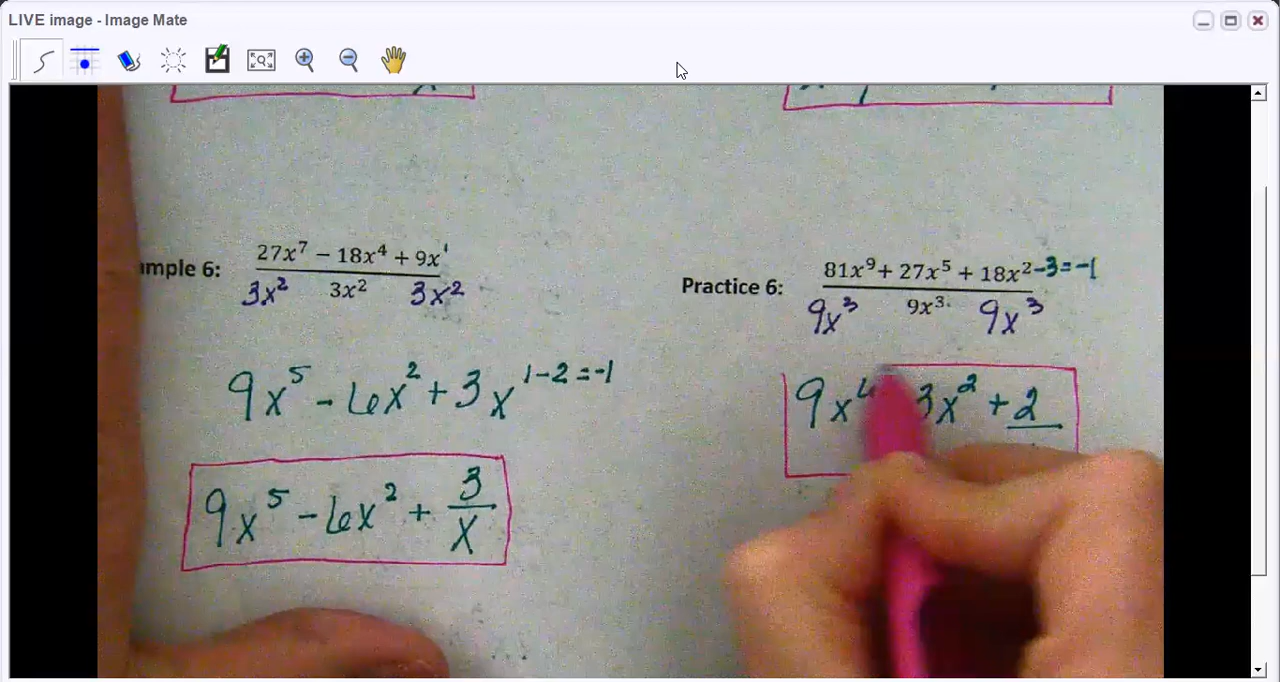 LIVE image - Image Mate
ample 6: 27x⁷ − 18x⁴ + 9x¹
3x² 3x² 3x²
9x⁵ - 6x² + 3x¹⁻²⁼⁻¹
9x⁵ - 6x² + 3/x
Practice 6: 81x⁹ + 27x⁵ + 18x² -3=-1
9x³ 9x³ 9x³
9x 3x² + 2